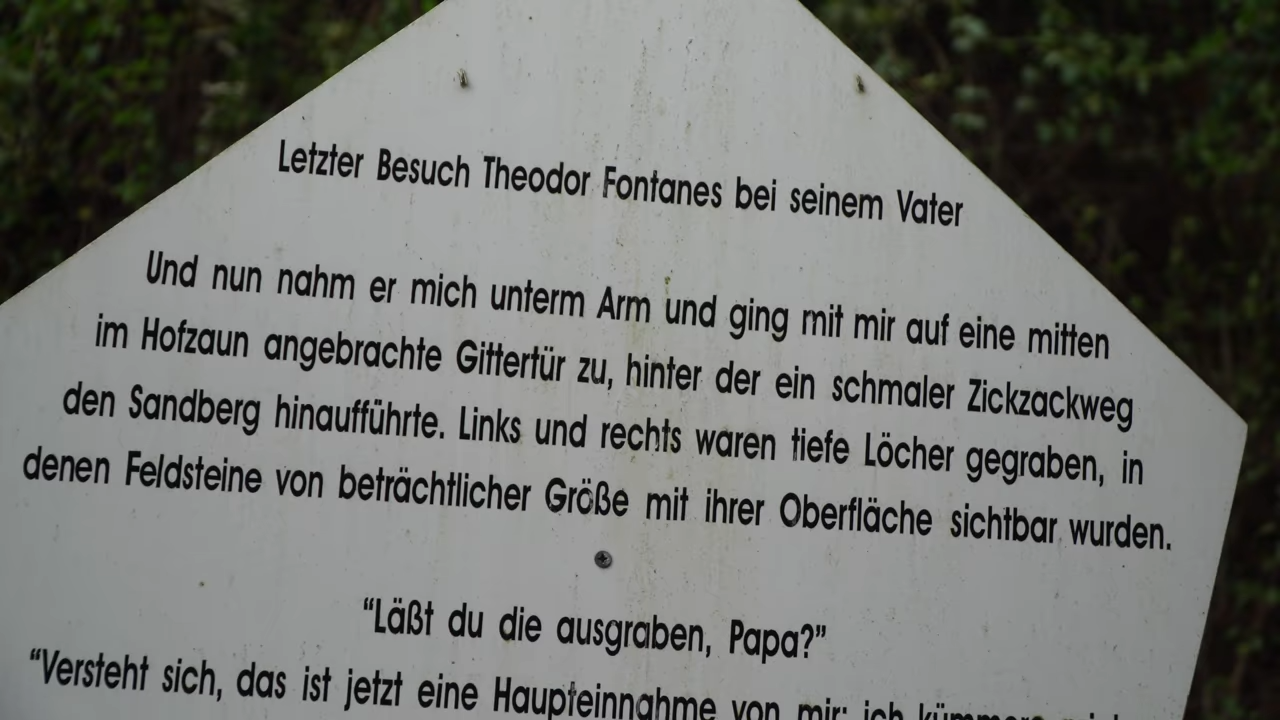 Letzter Besuch Theodor Fontanes bei seinem Vater
Und nun nahm er mich unterm Arm und ging mit mir auf eine mitten
im Hofzaun angebrachte Gittertür zu, hinter der ein schmaler Zickzackweg
den Sandberg hinaufführte. Links und rechts waren tiefe Löcher gegraben, in
denen Feldsteine von beträchtlicher Größe mit ihrer Oberfläche sichtbar wurden.
“Läßt du die ausgraben, Papa?”
“Versteht sich, das ist jetzt eine Haupteinnahme von mir; ich kümmere